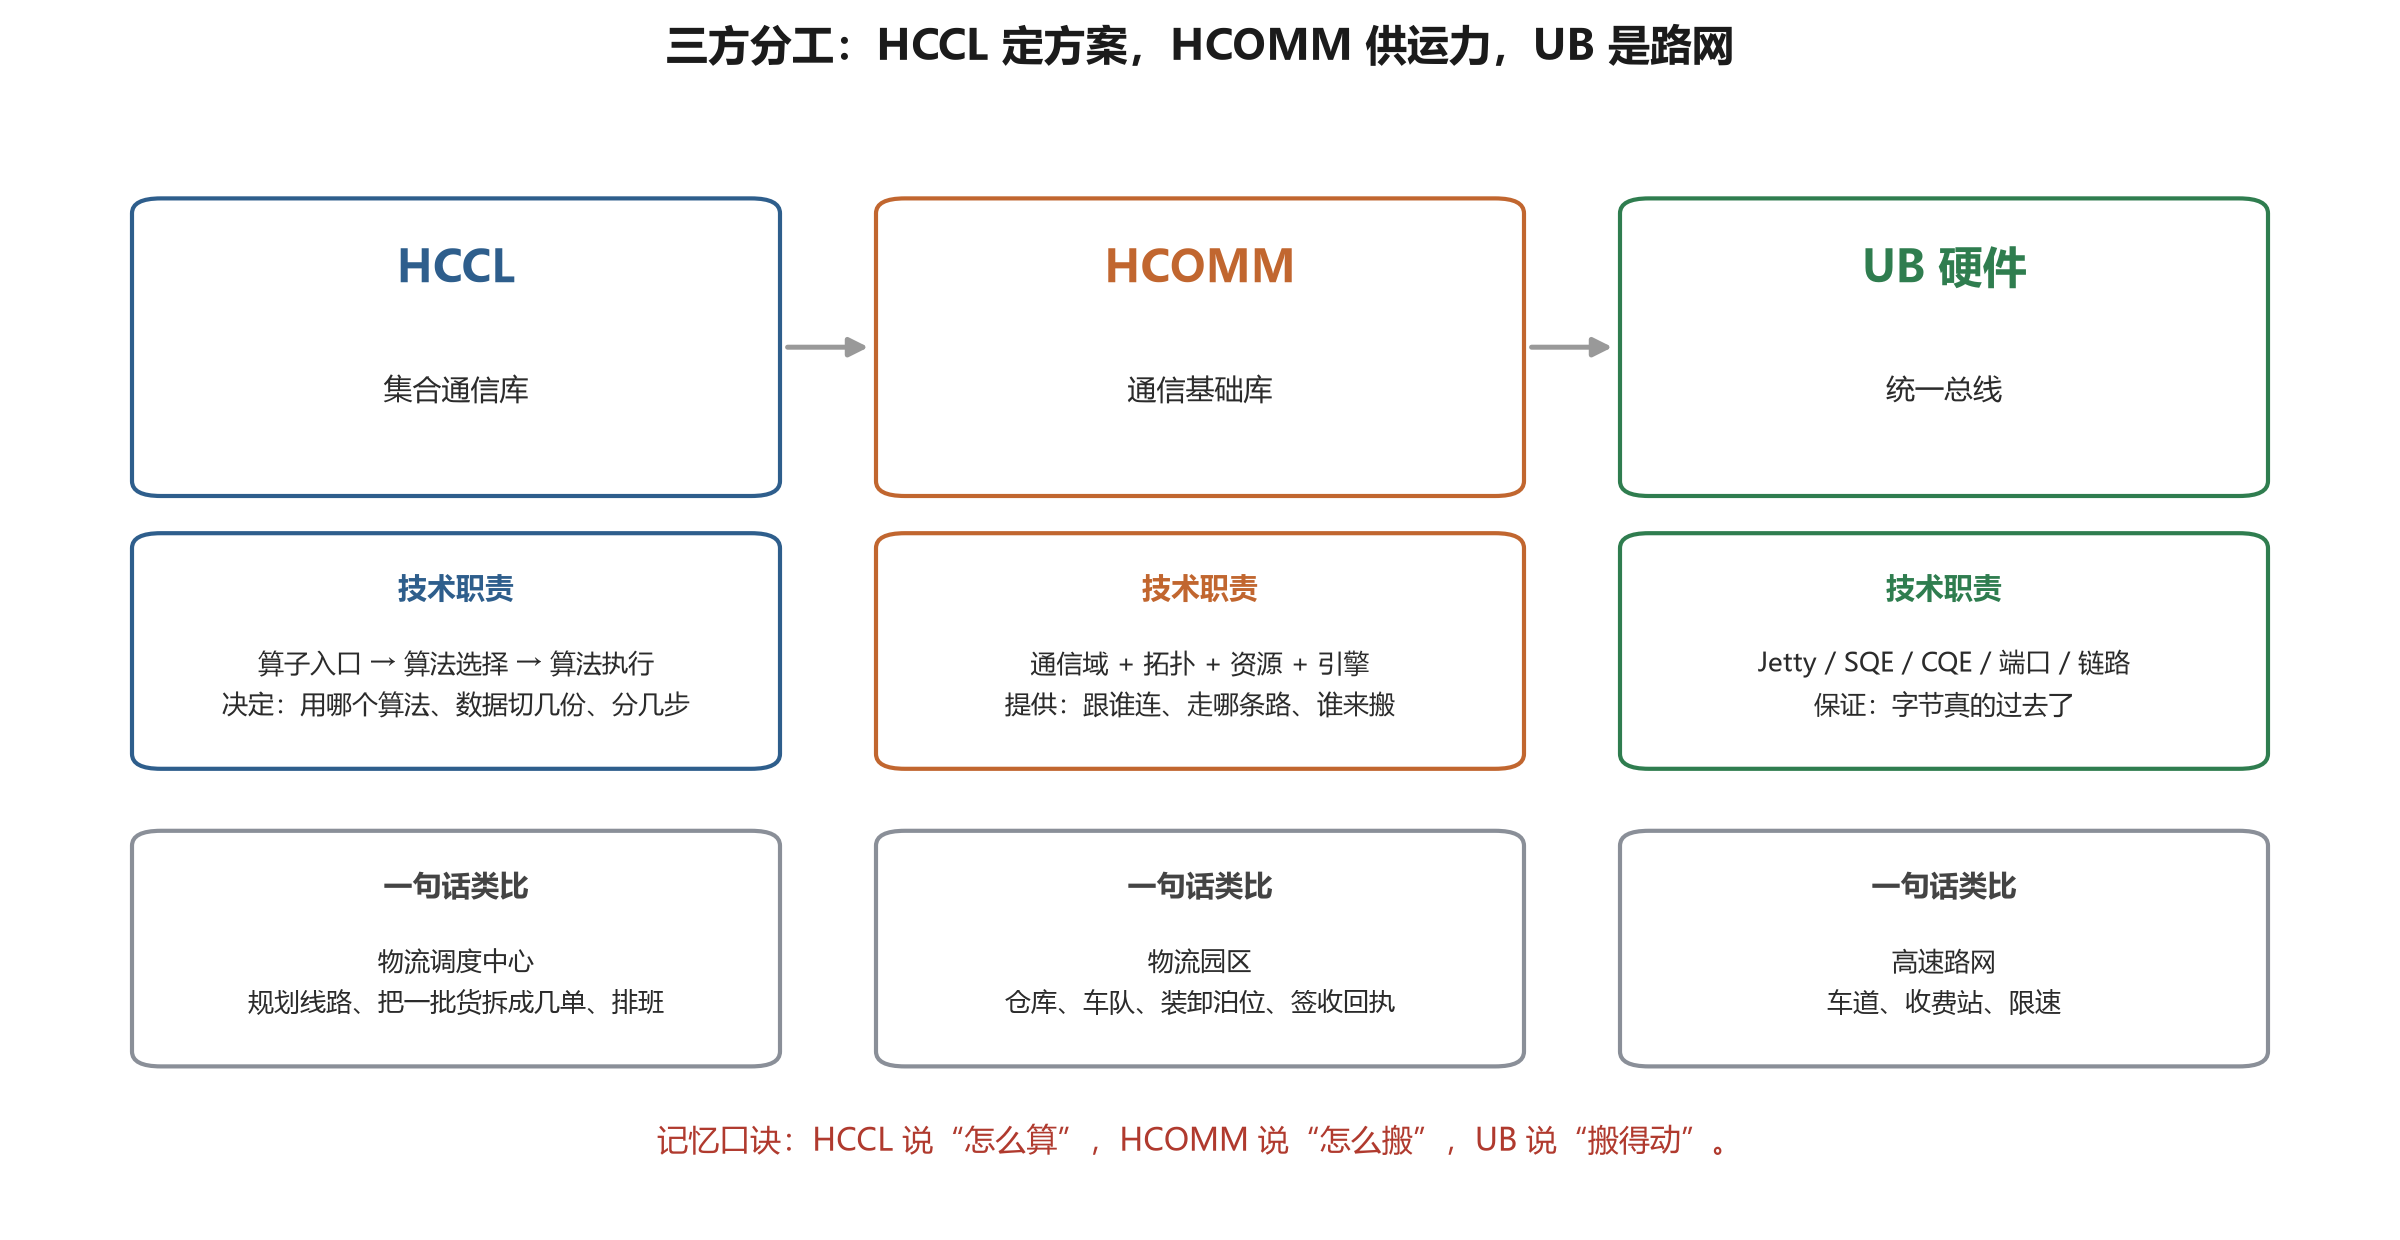 三方分工：HCCL 定方案，HCOMM 供运力，UB 是路网
HCCL
集合通信库
HCOMM
通信基础库
UB 硬件
统一总线
技术职责
算子入口 → 算法选择 → 算法执行
决定：用哪个算法、数据切几份、分几步
技术职责
通信域 + 拓扑 + 资源 + 引擎
提供：跟谁连、走哪条路、谁来搬
技术职责
Jetty / SQE / CQE / 端口 / 链路
保证：字节真的过去了
一句话类比
物流调度中心
规划线路、把一批货拆成几单、排班
一句话类比
物流园区
仓库、车队、装卸泊位、签收回执
一句话类比
高速路网
车道、收费站、限速
记忆口诀：HCCL 说“怎么算”，HCOMM 说“怎么搬”，UB 说“搬得动”。